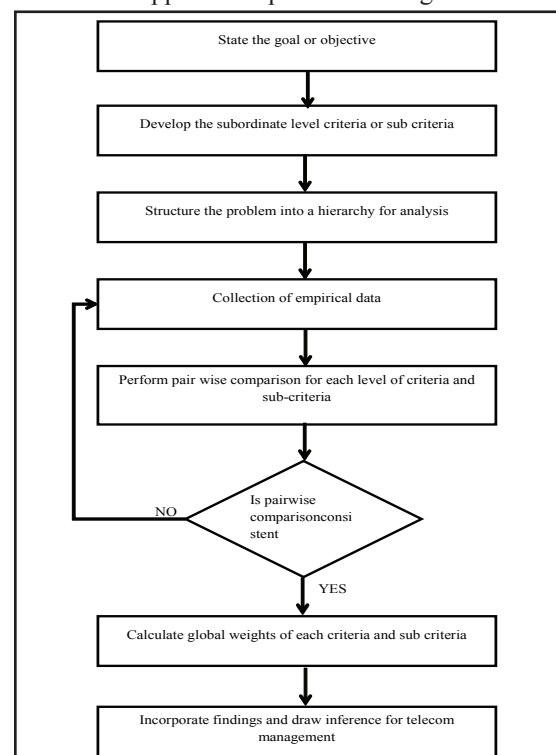 State the goal or objective
Develop the subordinate level criteria or sub criteria
Structure the problem into a hierarchy for analysis
Collection of empirical data
Perform pair wise comparison for each level of criteria and
sub-criteria
Is pairwise
comparisonconsi
stent
NO
YES
Calculate global weights of each criteria and sub criteria
Incorporate findings and draw inference for telecom
management